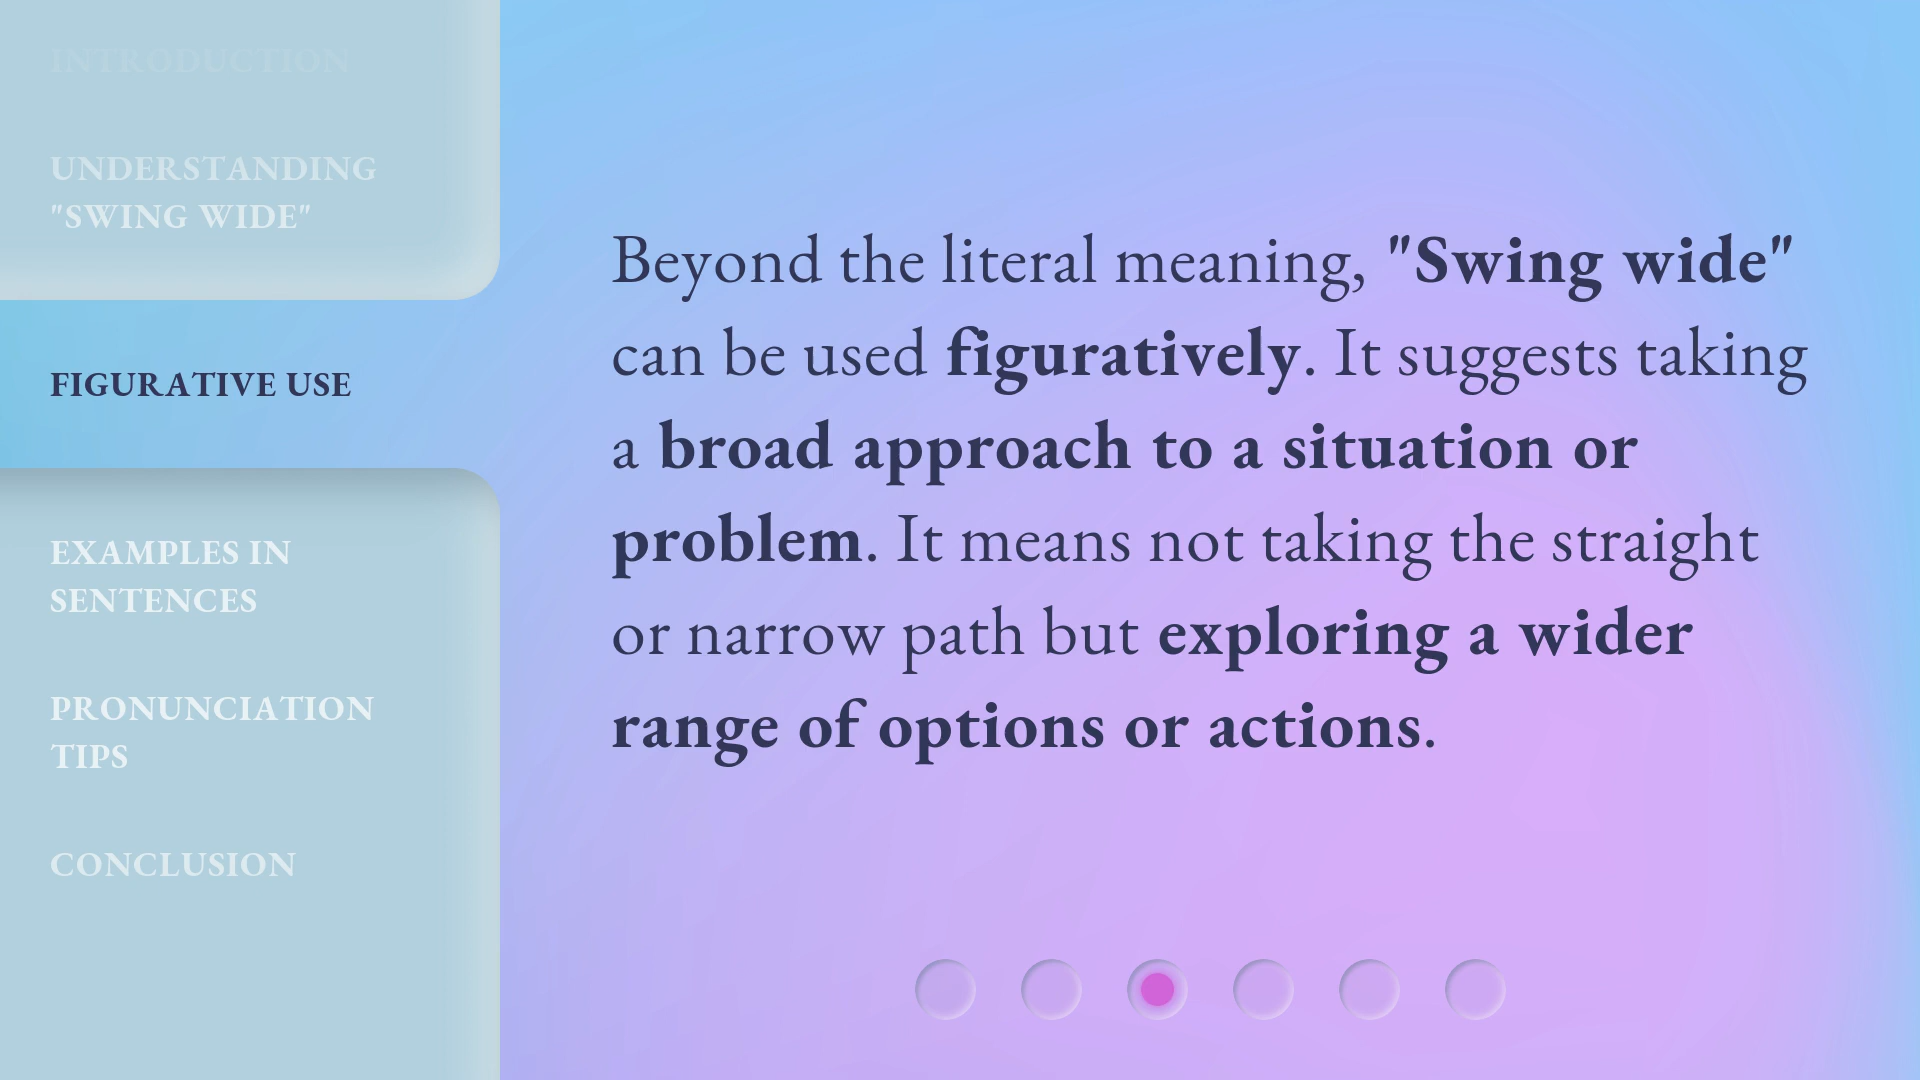 INTRODUCTION
UNDERSTANDING
"SWING WIDE"
FIGURATIVE USE
EXAMPLES IN
SENTENCES
PRONUNCIATION
TIPS
CONCLUSION
Beyond the literal meaning, "Swing wide"
can be used figuratively. It suggests taking
a broad approach to a situation or
problem. It means not taking the straight
or narrow path but exploring a wider
range of options or actions.